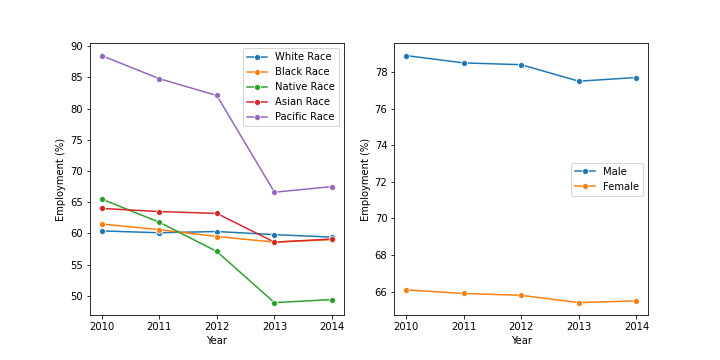 90
85
80
75
70
65
60
55
50
Employment (%)
2010 2011 2012 2013 2014
Year
White Race
Black Race
Native Race
Asian Race
Pacific Race
78
76
74
72
70
68
66
Employment (%)
2010 2011 2012 2013 2014
Year
Male
Female